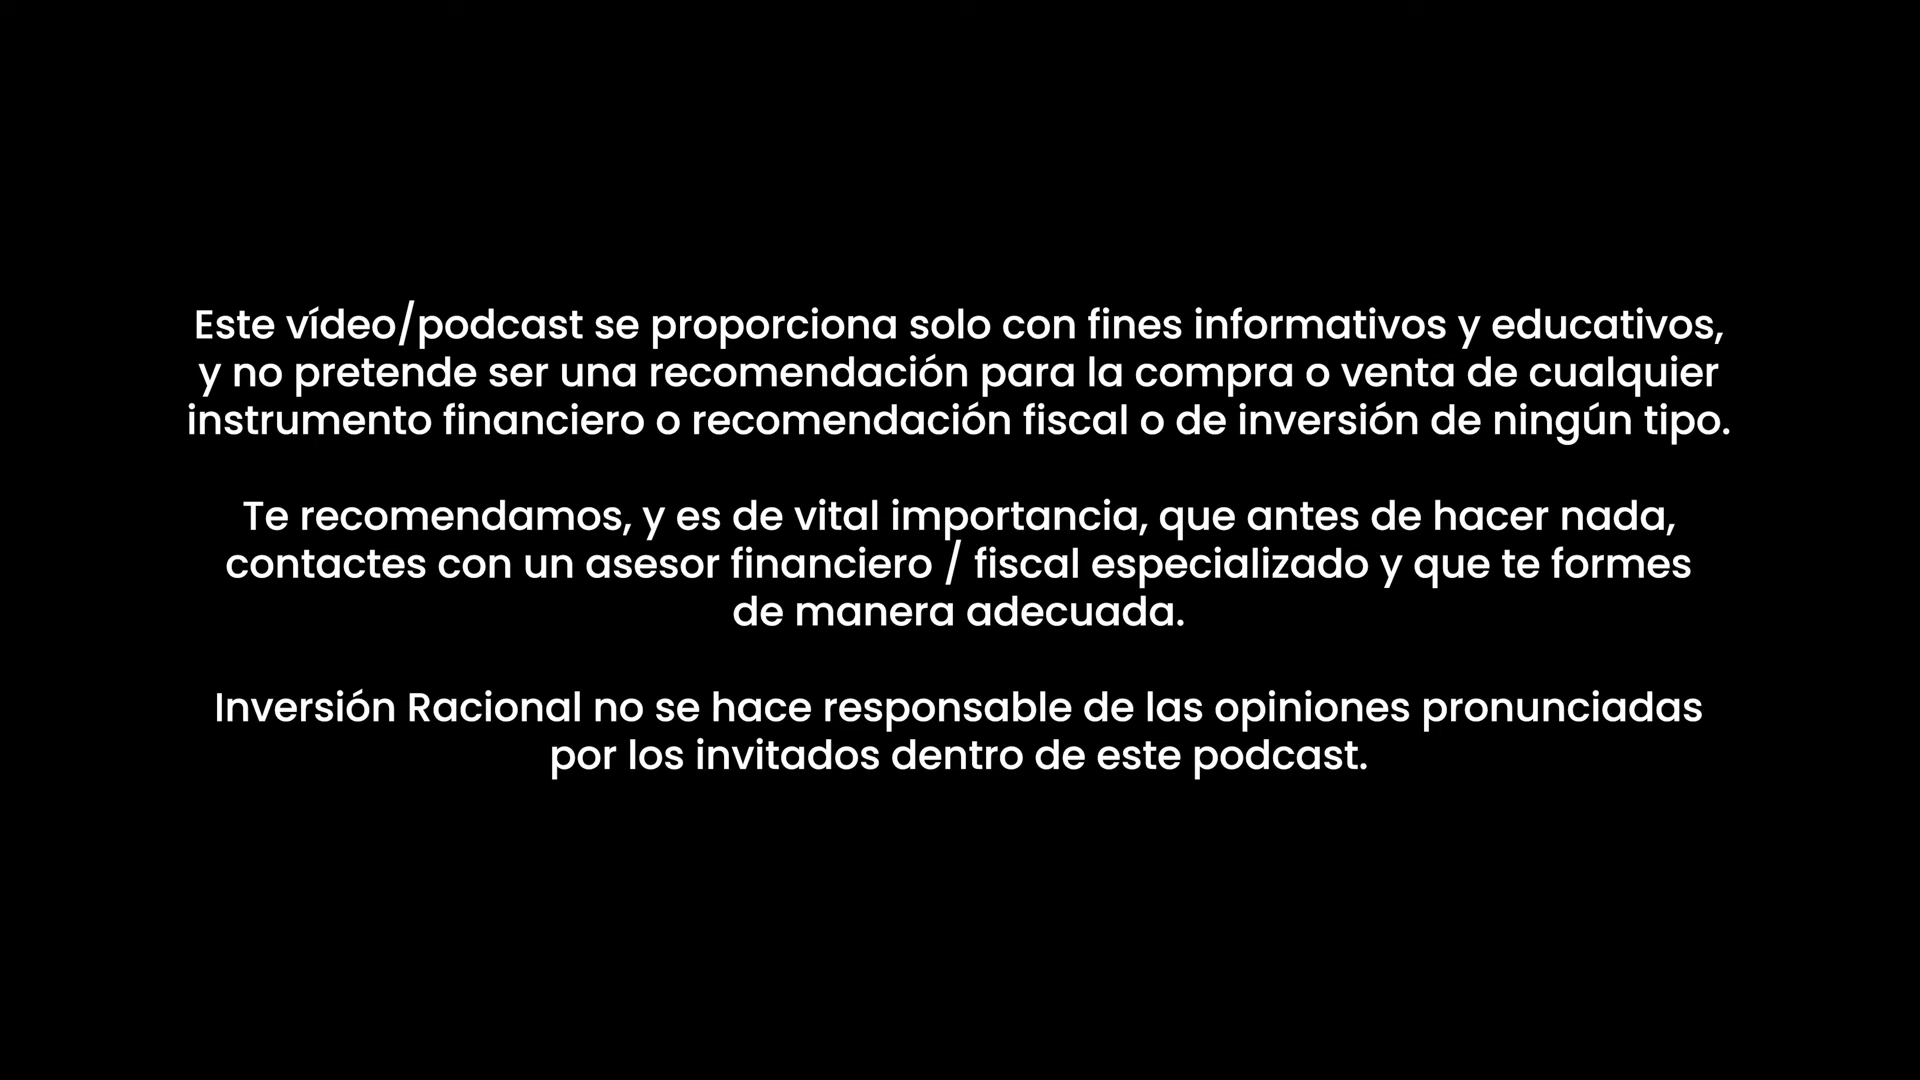 Este vídeo/podcast se proporciona solo con fines informativos y educativos,
y no pretende ser una recomendación para la compra o venta de cualquier
instrumento financiero o recomendación fiscal o de inversión de ningún tipo.
Te recomendamos, y es de vital importancia, que antes de hacer nada,
contactes con un asesor financiero / fiscal especializado y que te formes
de manera adecuada.
Inversión Racional no se hace responsable de las opiniones pronunciadas
por los invitados dentro de este podcast.